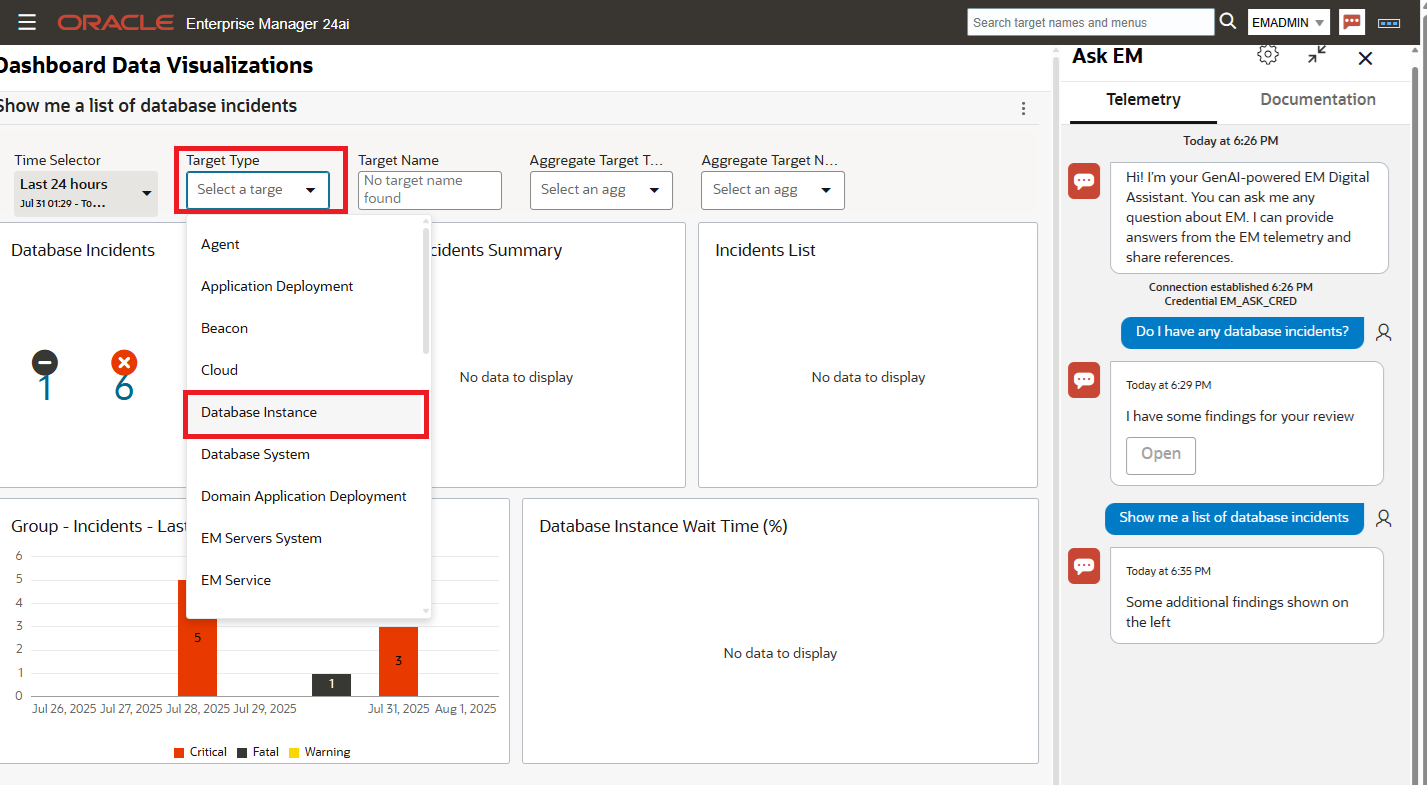 ORACLE Enterprise Manager 24ai
Search target names and menus
EMADMIN
Dashboard Data Visualizations
Show me a list of database incidents
Time Selector
Last 24 hours
Jul 31 01:29 - To...
Target Type
Select a targe
Target Name
No target name
found
Aggregate Target T...
Select an agg
Aggregate Target N...
Select an agg
Agent
Application Deployment
Beacon
Cloud
Database Instance
Database System
Domain Application Deployment
EM Servers System
EM Service
Database Incidents
1
6
cidents Summary
No data to display
Incidents List
No data to display
Group - Incidents - Las
6
5
4
3
2
1
0
5
1
3
Jul 26, 2025 Jul 27, 2025 Jul 28, 2025 Jul 29, 2025 Jul 31, 2025 Aug 1, 2025
Critical Fatal Warning
Database Instance Wait Time (%)
No data to display
Ask EM
Telemetry Documentation
Today at 6:26 PM
Hi! I'm your GenAI-powered EM Digital
Assistant. You can ask me any
question about EM. I can provide
answers from the EM telemetry and
share references.
Connection established 6:26 PM
Credential EM_ASK_CRED
Do I have any database incidents?
Today at 6:29 PM
I have some findings for your review
Open
Show me a list of database incidents
Today at 6:35 PM
Some additional findings shown on
the left